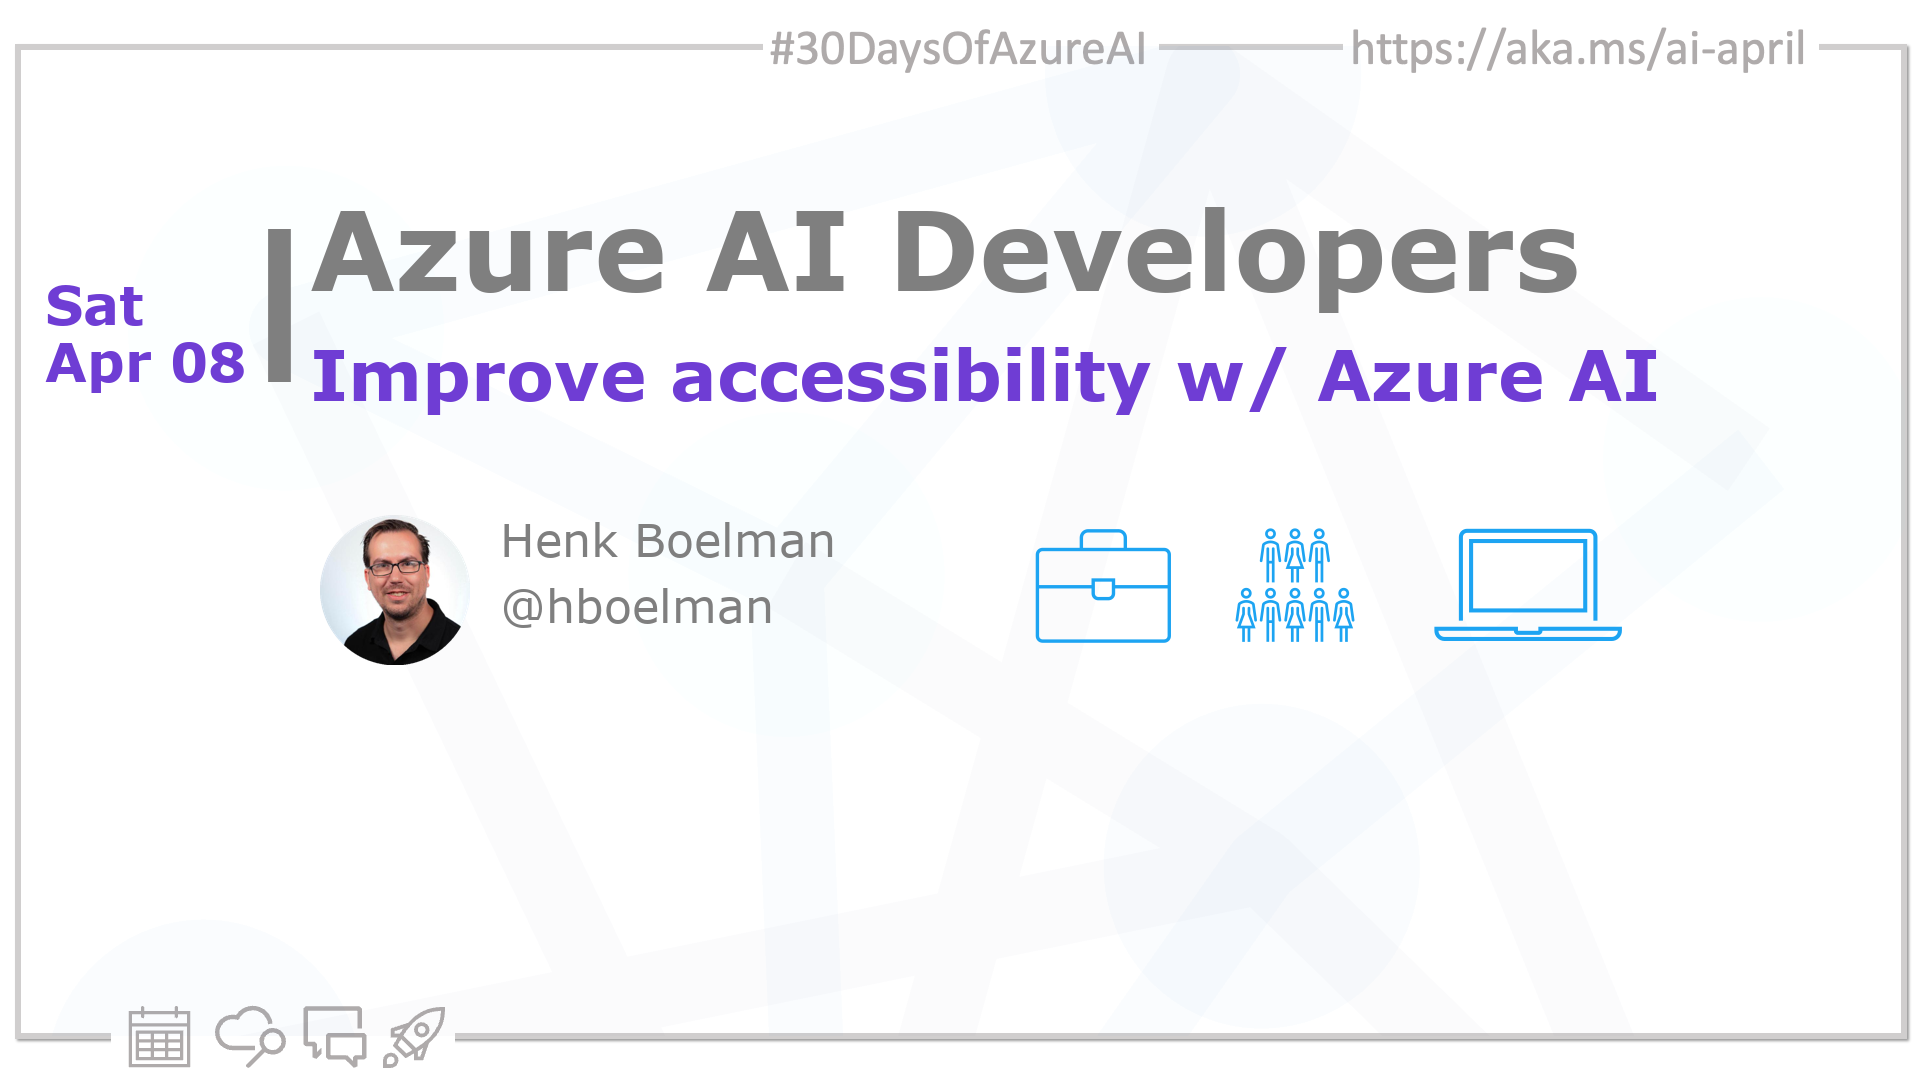 #30DaysOfAzureAI
https://aka.ms/ai-april
Azure AI Developers
Sat
Apr 08
Improve accessibility w/ Azure AI
Henk Boelman
@hboelman